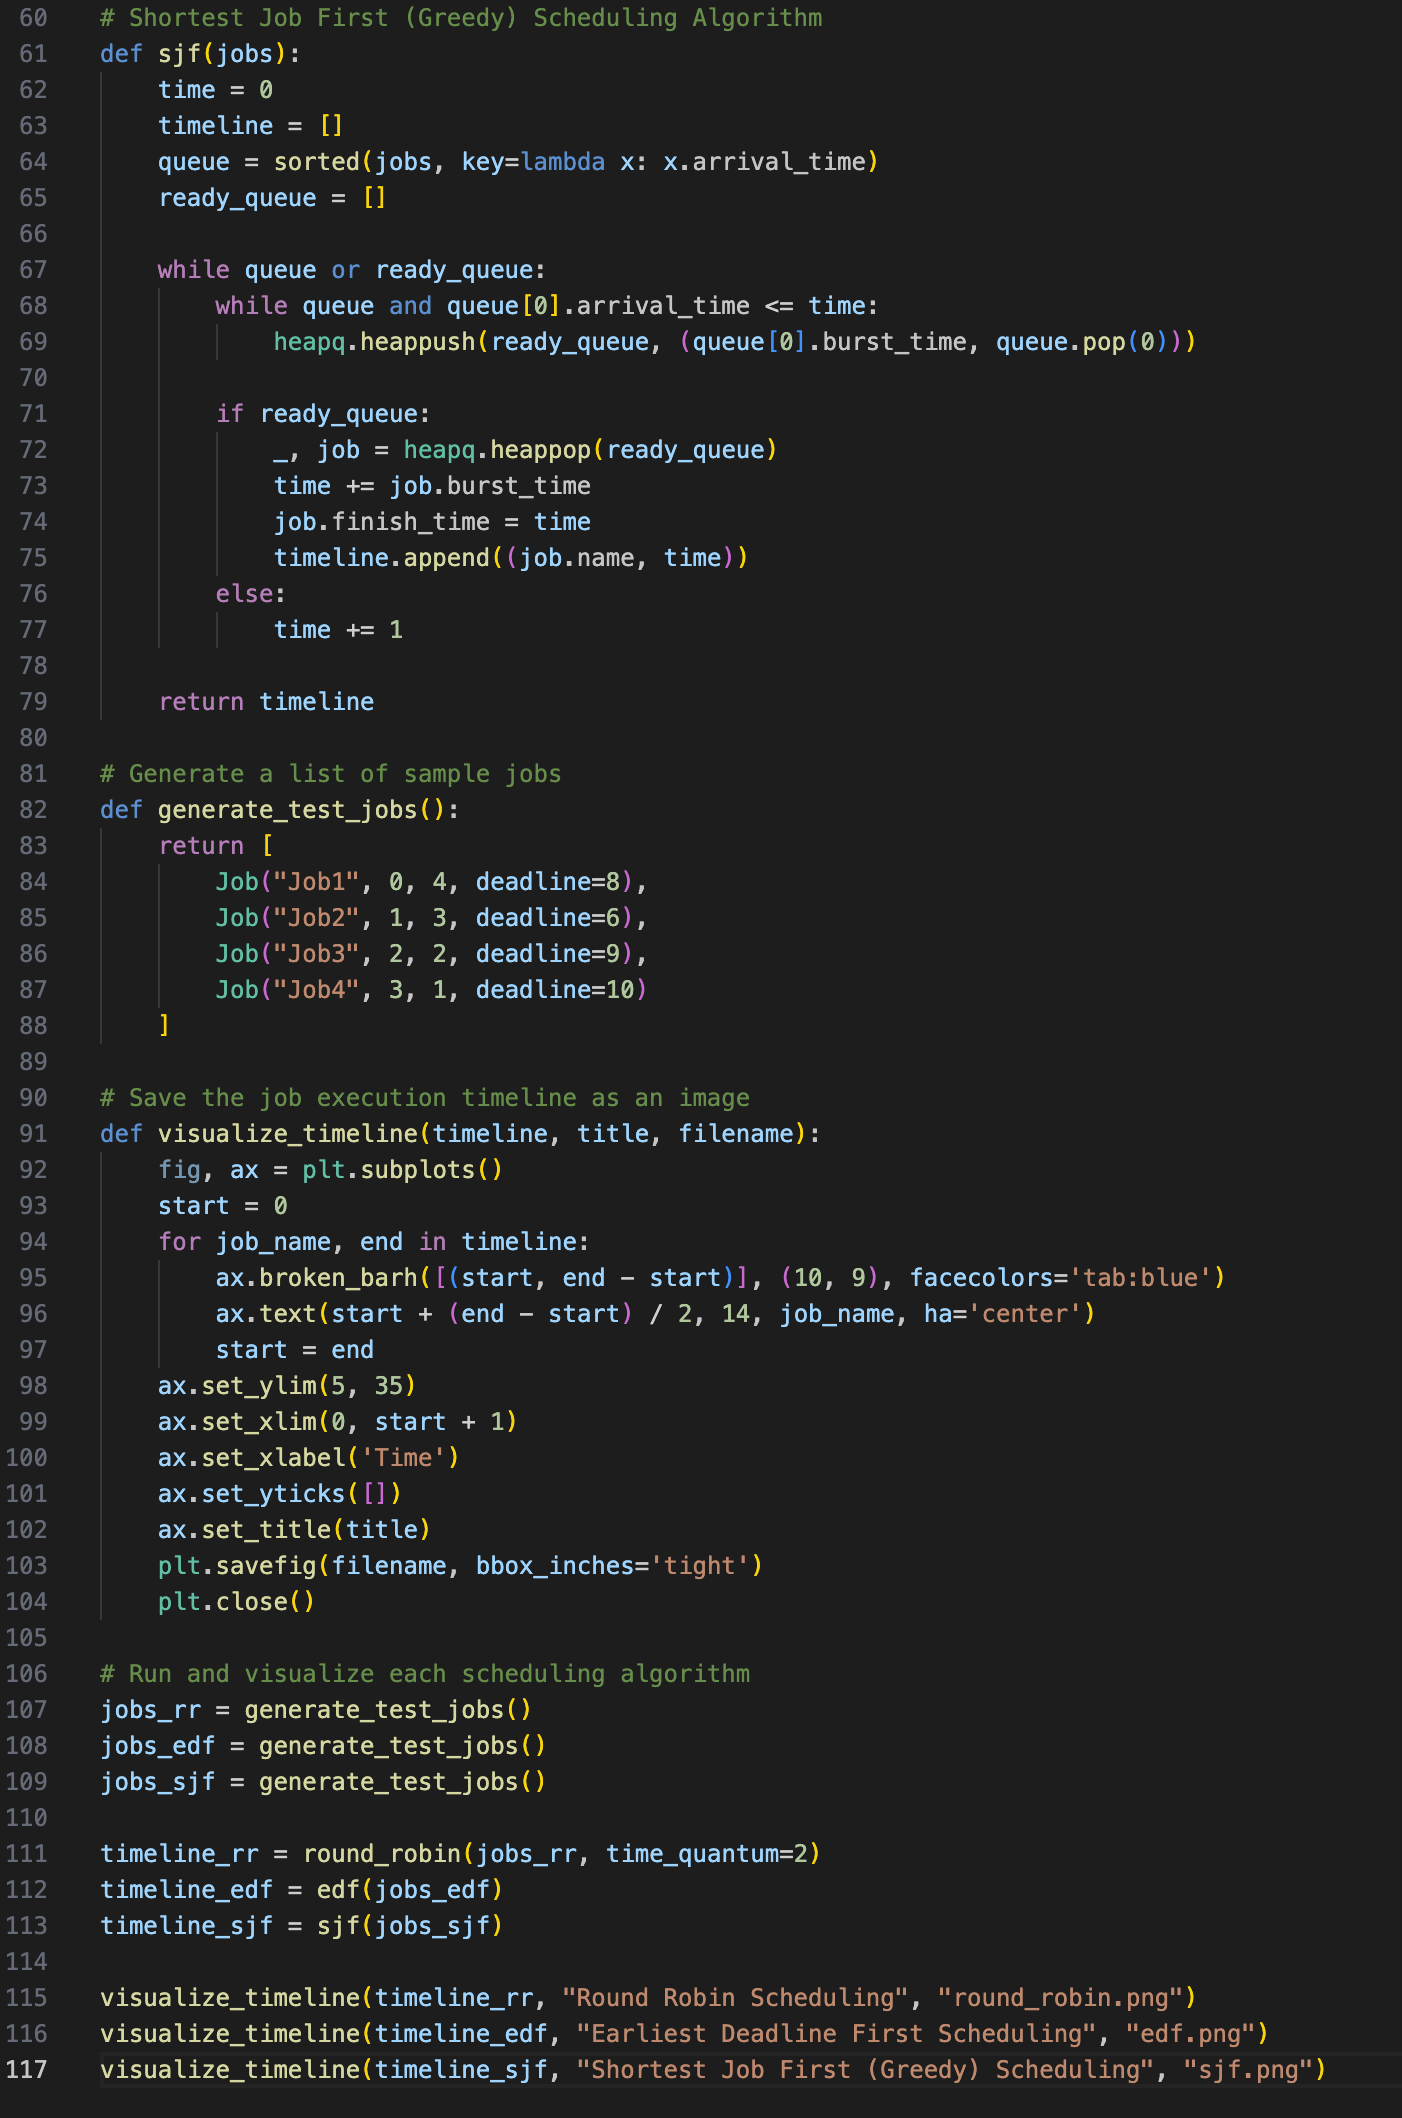 60 # Shortest Job First (Greedy) Scheduling Algorithm
61 def sjf(jobs):
62     time = 0
63     timeline = []
64     queue = sorted(jobs, key=lambda x: x.arrival_time)
65     ready_queue = []
66
67     while queue or ready_queue:
68         while queue and queue[0].arrival_time <= time:
69             heapq.heappush(ready_queue, (queue[0].burst_time, queue.pop(0)))
70
71         if ready_queue:
72             _, job = heapq.heappop(ready_queue)
73             time += job.burst_time
74             job.finish_time = time
75             timeline.append((job.name, time))
76         else:
77             time += 1
78
79     return timeline
80
81 # Generate a list of sample jobs
82 def generate_test_jobs():
83     return [
84         Job("Job1", 0, 4, deadline=8),
85         Job("Job2", 1, 3, deadline=6),
86         Job("Job3", 2, 2, deadline=9),
87         Job("Job4", 3, 1, deadline=10)
88     ]
89
90 # Save the job execution timeline as an image
91 def visualize_timeline(timeline, title, filename):
92     fig, ax = plt.subplots()
93     start = 0
94     for job_name, end in timeline:
95         ax.broken_barh([(start, end - start)], (10, 9), facecolors='tab:blue')
96         ax.text(start + (end - start) / 2, 14, job_name, ha='center')
97         start = end
98     ax.set_ylim(5, 35)
99     ax.set_xlim(0, start + 1)
100     ax.set_xlabel('Time')
101     ax.set_yticks([])
102     ax.set_title(title)
103     plt.savefig(filename, bbox_inches='tight')
104     plt.close()
105
106 # Run and visualize each scheduling algorithm
107 jobs_rr = generate_test_jobs()
108 jobs_edf = generate_test_jobs()
109 jobs_sjf = generate_test_jobs()
110
111 timeline_rr = round_robin(jobs_rr, time_quantum=2)
112 timeline_edf = edf(jobs_edf)
113 timeline_sjf = sjf(jobs_sjf)
114
115 visualize_timeline(timeline_rr, "Round Robin Scheduling", "round_robin.png")
116 visualize_timeline(timeline_edf, "Earliest Deadline First Scheduling", "edf.png")
117 visualize_timeline(timeline_sjf, "Shortest Job First (Greedy) Scheduling", "sjf.png")